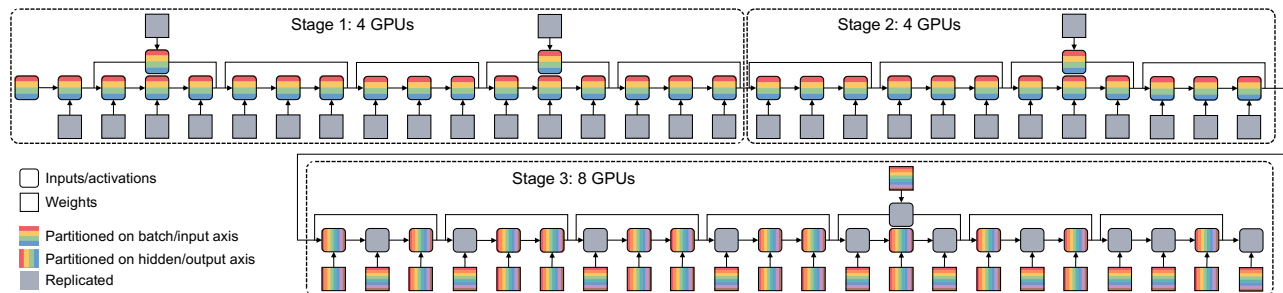 Stage 1: 4 GPUs
Stage 2: 4 GPUs
Stage 3: 8 GPUs
Inputs/activations
Weights
Partitioned on batch/input axis
Partitioned on hidden/output axis
Replicated